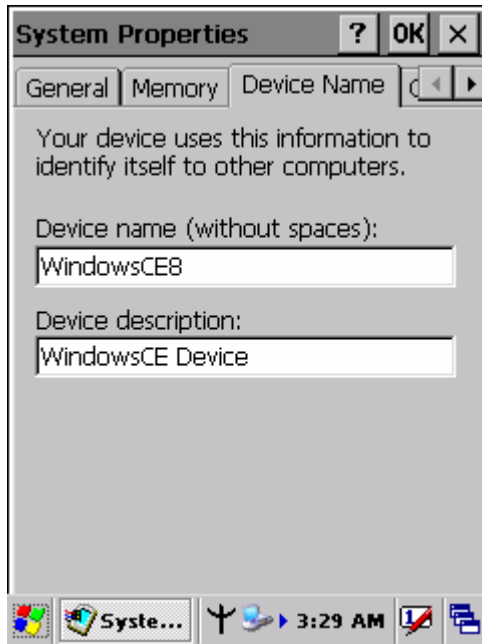 System Properties ? OK ×
General Memory Device Name
Your device uses this information to
identify itself to other computers.
Device name (without spaces):
WindowsCE8
Device description:
WindowsCE Device
Syste... 3:29 AM